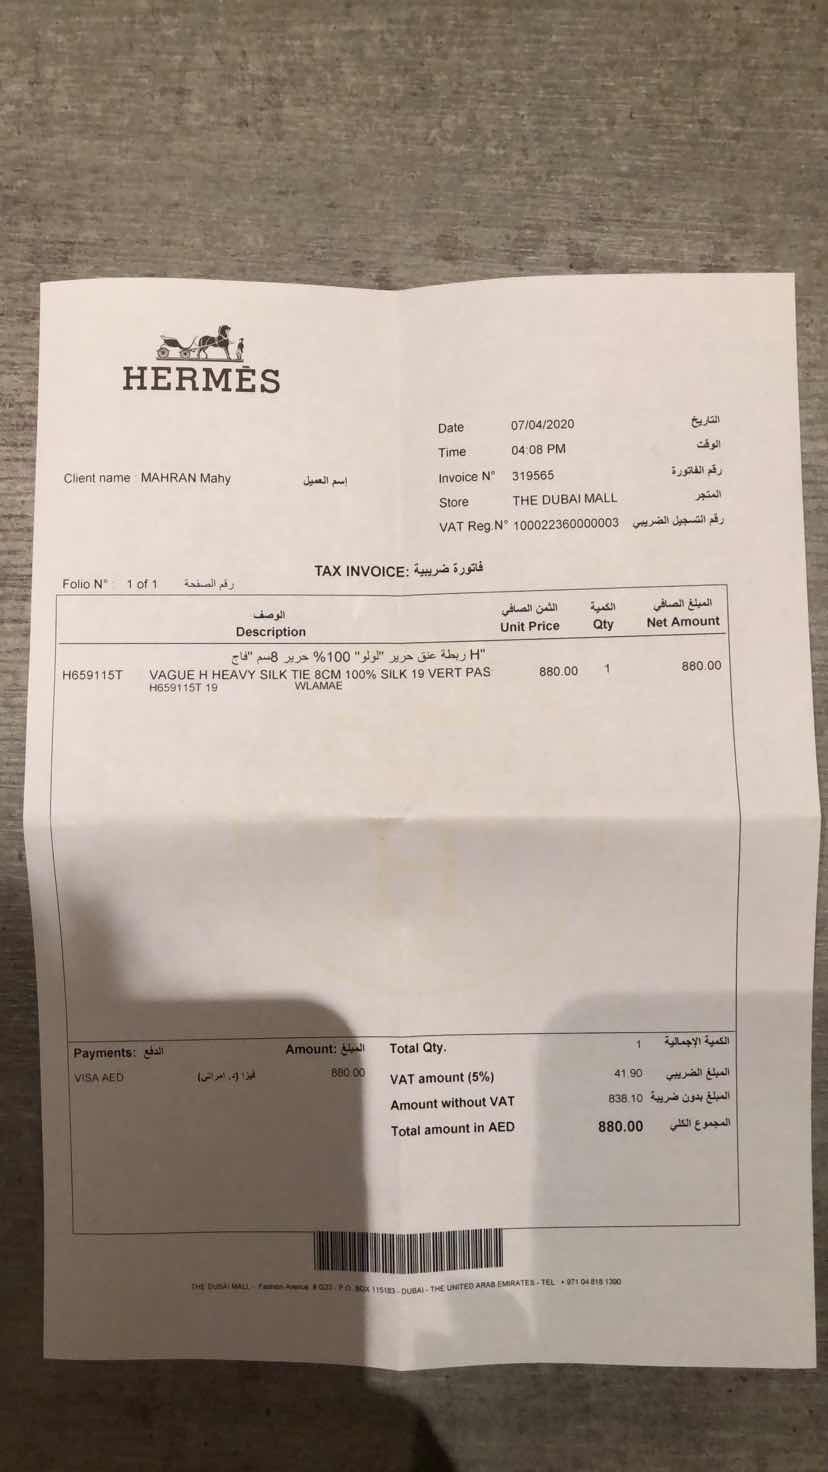 HERMÈS
Date 07/04/2020 التاريخ
Time 04:08 PM الوقت
Client name : MAHRAN Mahy إسم العميل
Invoice N° 319565 رقم الفاتورة
Store THE DUBAI MALL المتجر
VAT Reg.N° 100022360000003 رقم التسجيل الضريبي
TAX INVOICE: فاتورة ضريبية
Folio N° : 1 of 1 رقم الصفحة
الوصف الثمن الصافي الكمية المبلغ الصافي
Description Unit Price Qty Net Amount
H" ربطة عنق حرير "لولو" 100% حرير 8سم "فاج
H659115T VAGUE H HEAVY SILK TIE 8CM 100% SILK 19 VERT PAS 880.00 1 880.00
H659115T 19 WLAMAE
H
Payments: الدفع Amount: المبلغ
VISA AED فيزا (د. امراتى) 880.00
Total Qty. 1 الكمية الإجمالية
VAT amount (5%) 41.90 المبلغ الضريبي
Amount without VAT 838.10 المبلغ بدون ضريبة
Total amount in AED 880.00 المجموع الكلي
THE DUBAI MALL - Fashion Avenue # G33 - P.O. BOX 115183 - DUBAI - THE UNITED ARAB EMIRATES - TEL • 971 04 818 1390